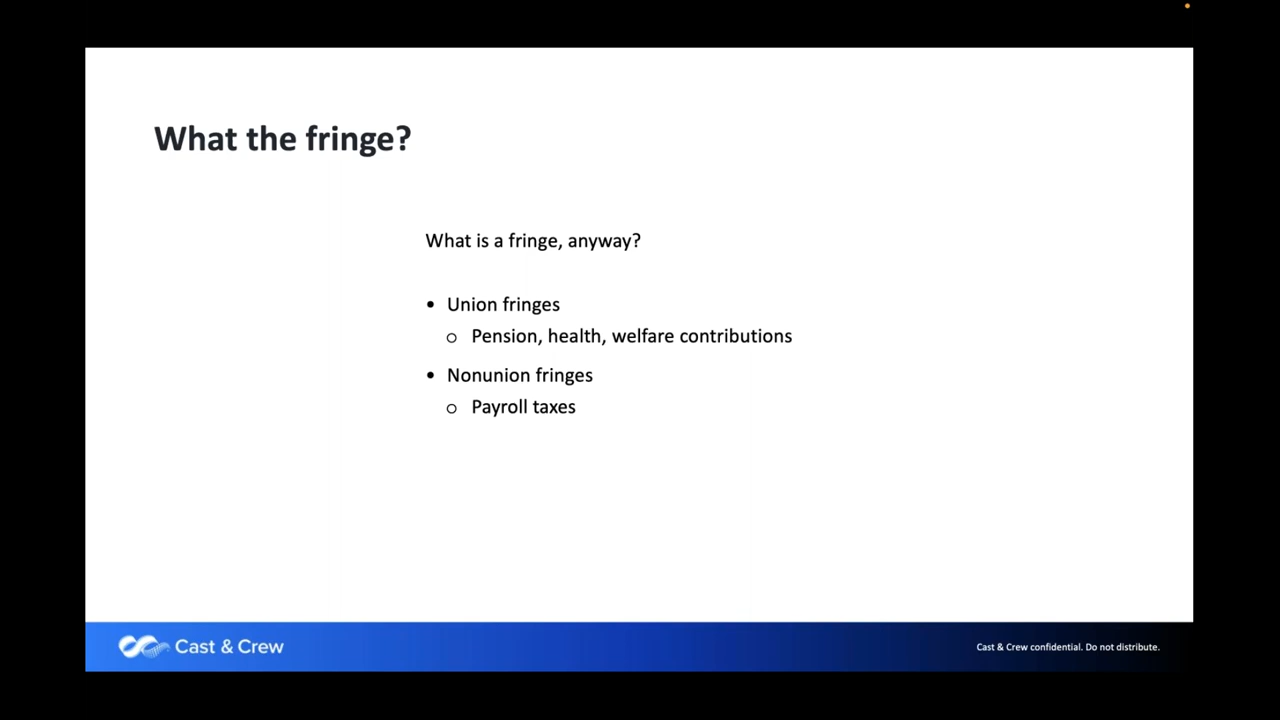 What the fringe?
What is a fringe, anyway?
• Union fringes
o Pension, health, welfare contributions
• Nonunion fringes
o Payroll taxes
Cast & Crew
Cast & Crew confidential. Do not distribute.